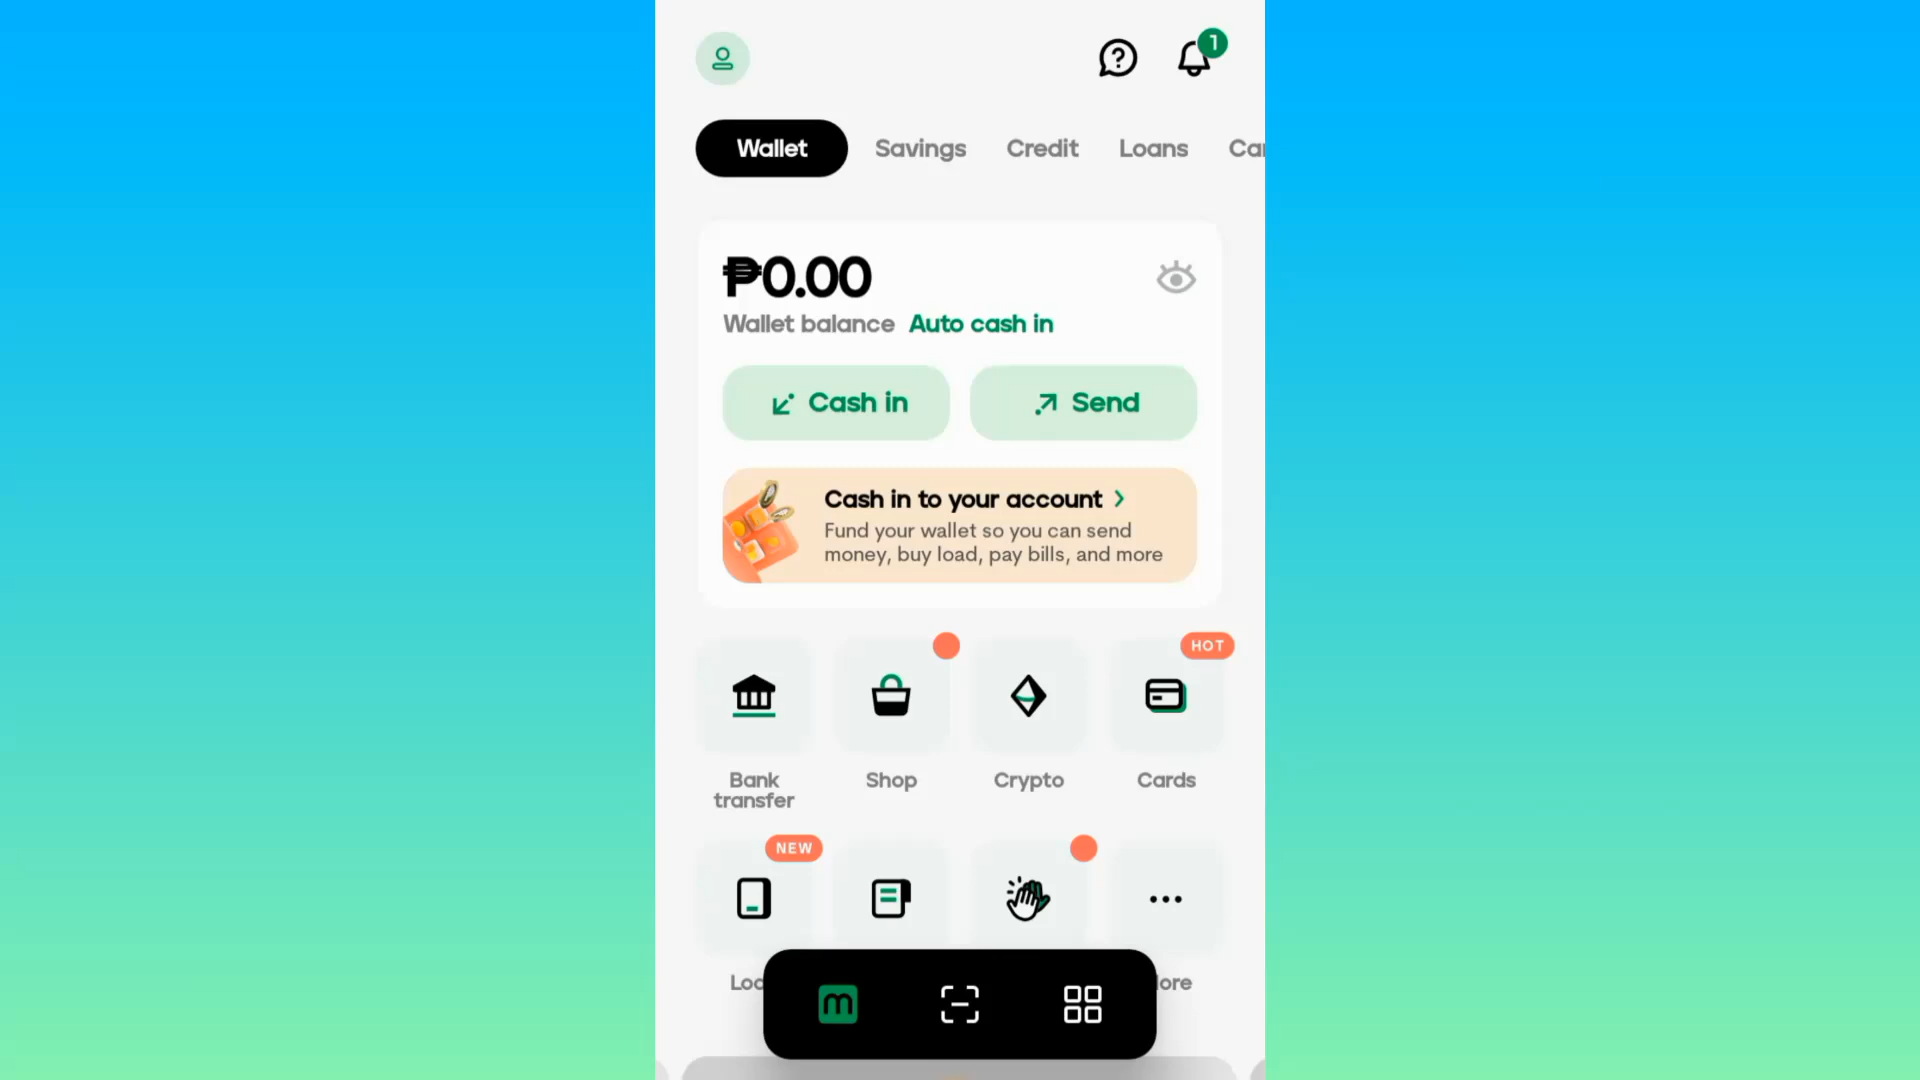 1
Wallet Savings Credit Loans
₱0.00
Wallet balance Auto cash in
Cash in Send
Cash in to your account
Fund your wallet so you can send
money, buy load, pay bills, and more
HOT
Bank
transfer
Shop
Crypto
Cards
NEW
m